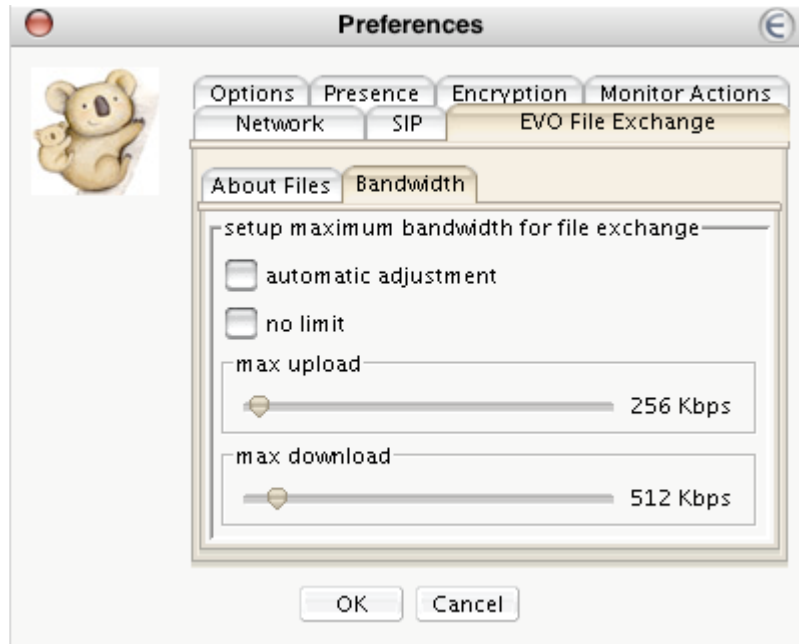 Preferences
Options Presence Encryption Monitor Actions
Network SIP EVO File Exchange
About Files Bandwidth
setup maximum bandwidth for file exchange
automatic adjustment
no limit
max upload
256 Kbps
max download
512 Kbps
OK Cancel